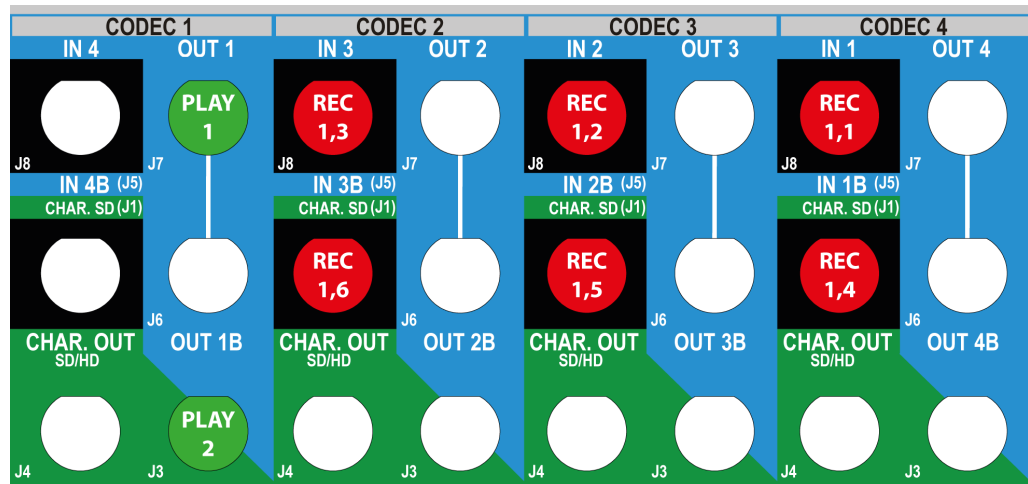 CODEC 1 CODEC 2 CODEC 3 CODEC 4
IN 4 OUT 1 IN 3 OUT 2 IN 2 OUT 3 IN 1 OUT 4
PLAY REC REC REC
1 1,3 1,2 1,1
J8 J7 J8 J7 J8 J7 J8 J7
IN 4B (J5) IN 3B (J5) IN 2B (J5) IN 1B (J5)
CHAR. SD (J1) CHAR. SD (J1) CHAR. SD (J1) CHAR. SD (J1)
REC REC REC
1,6 1,5 1,4
J6 J6 J6 J6
CHAR. OUT OUT 1B CHAR. OUT OUT 2B CHAR. OUT OUT 3B CHAR. OUT OUT 4B
SD/HD SD/HD SD/HD SD/HD
PLAY
2
J4 J3 J4 J3 J4 J3 J4 J3